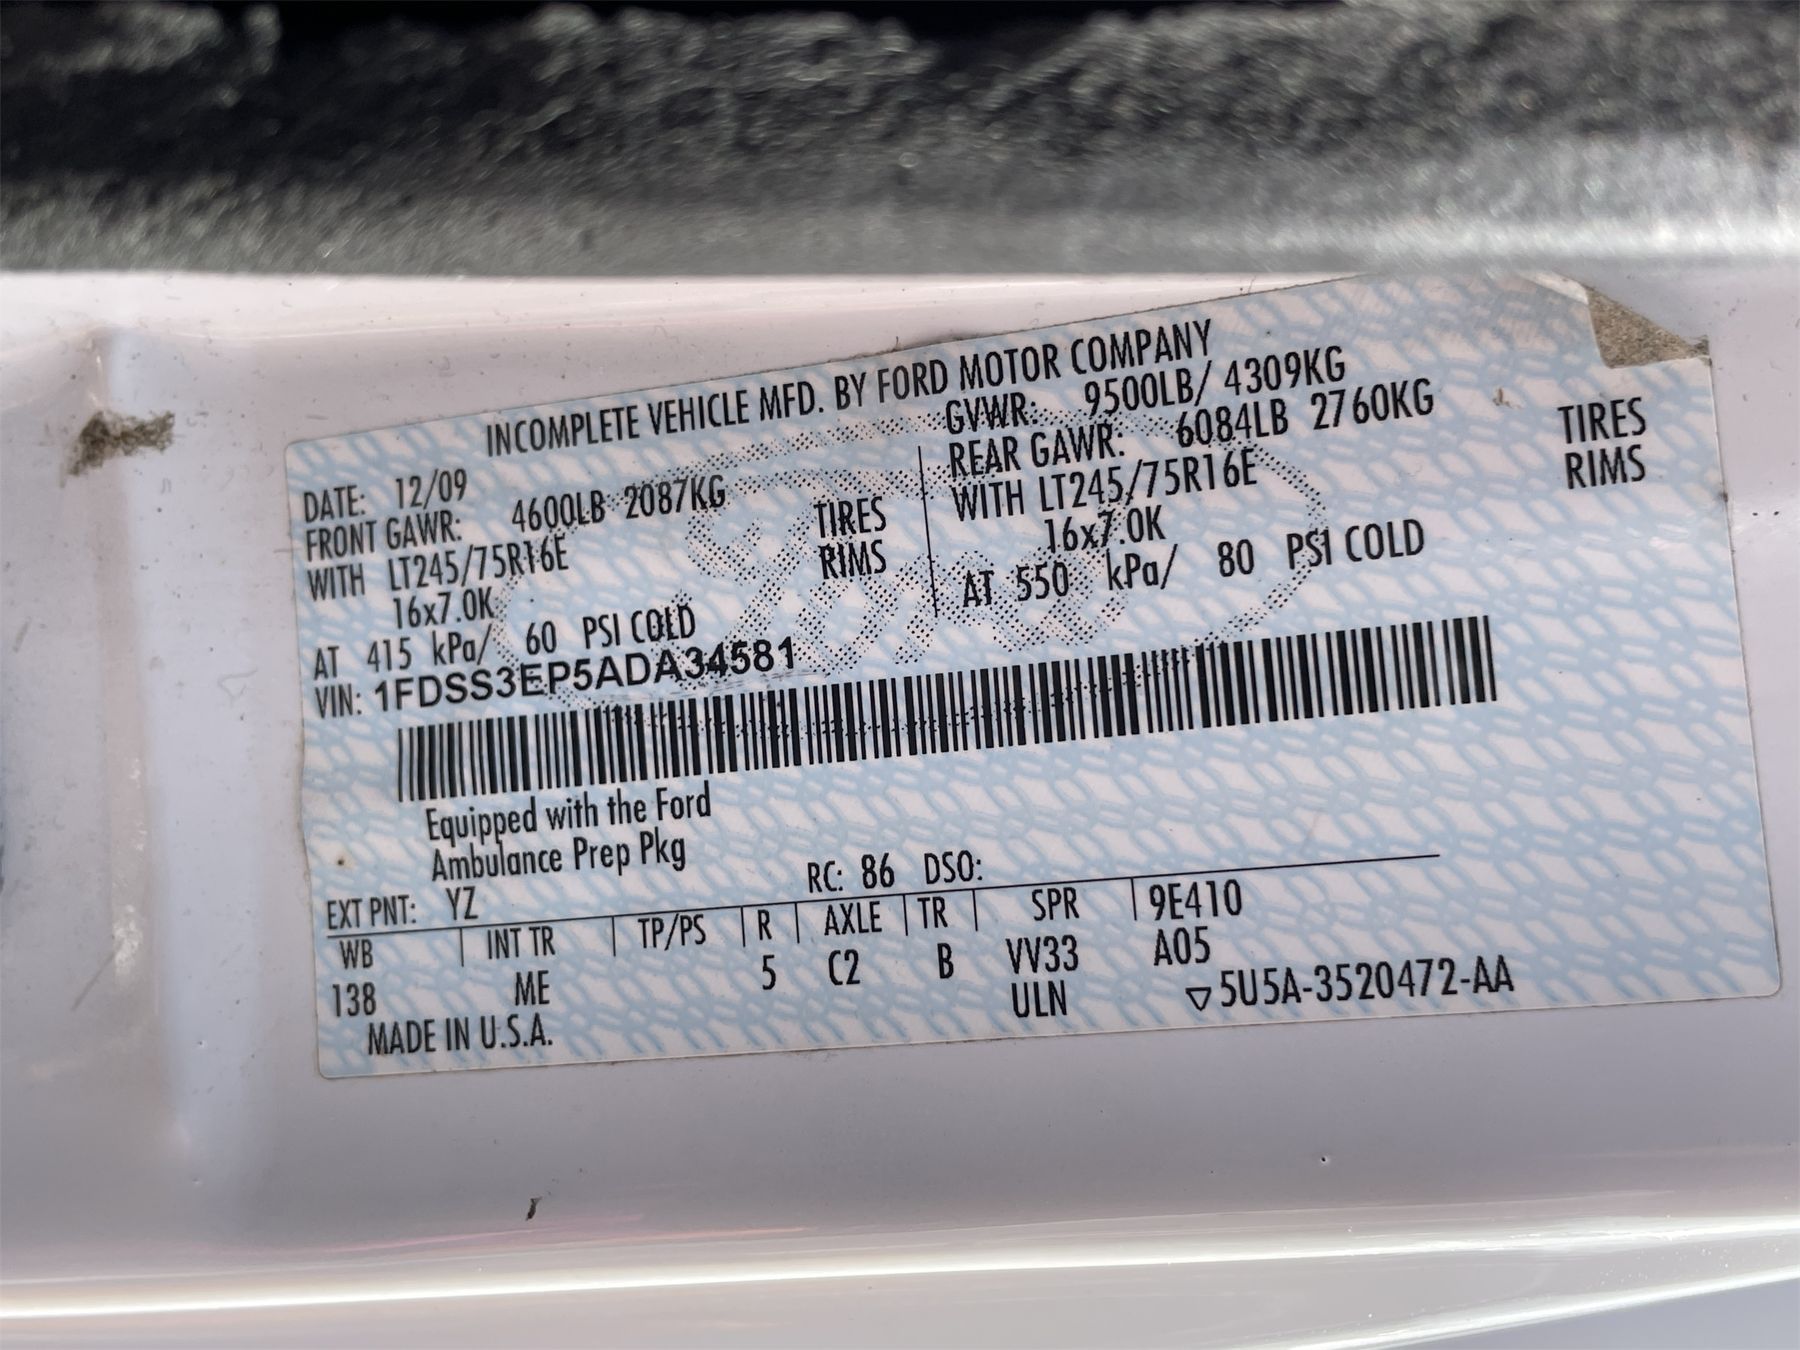 INCOMPLETE VEHICLE MFD. BY FORD MOTOR COMPANY
DATE: 12/09 GVWR: 9500LB/ 4309KG
FRONT GAWR: 4600LB 2087KG REAR GAWR: 6084LB 2760KG
WITH LT245/75R16E TIRES WITH LT245/75R16E TIRES
16x7.0K RIMS 16x7.0K RIMS
AT 415 kPa/ 60 PSI COLD AT 550 kPa/ 80 PSI COLD
VIN: 1FDSS3EP5ADA34581
Equipped with the Ford
Ambulance Prep Pkg
EXT PNT: YZ RC: 86 DSO:
WB INT TR TP/PS R AXLE TR SPR 9E410
138 ME 5 C2 B VV33 A05
ULN ▽5U5A-3520472-AA
MADE IN U.S.A.